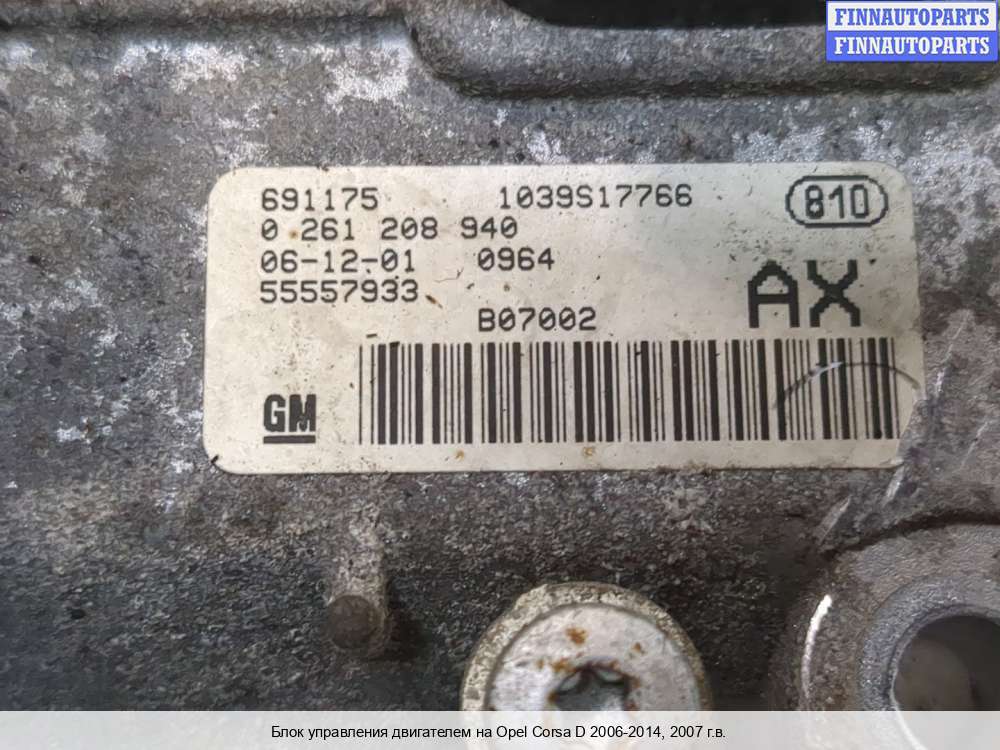 FINNAUTOPARTS
FINNAUTOPARTS
691175 1039S17766 810
0 261 208 940
06-12-01 0964
55557933 AX
B07002
GM
Блок управления двигателем на Opel Corsa D 2006-2014, 2007 г.в.